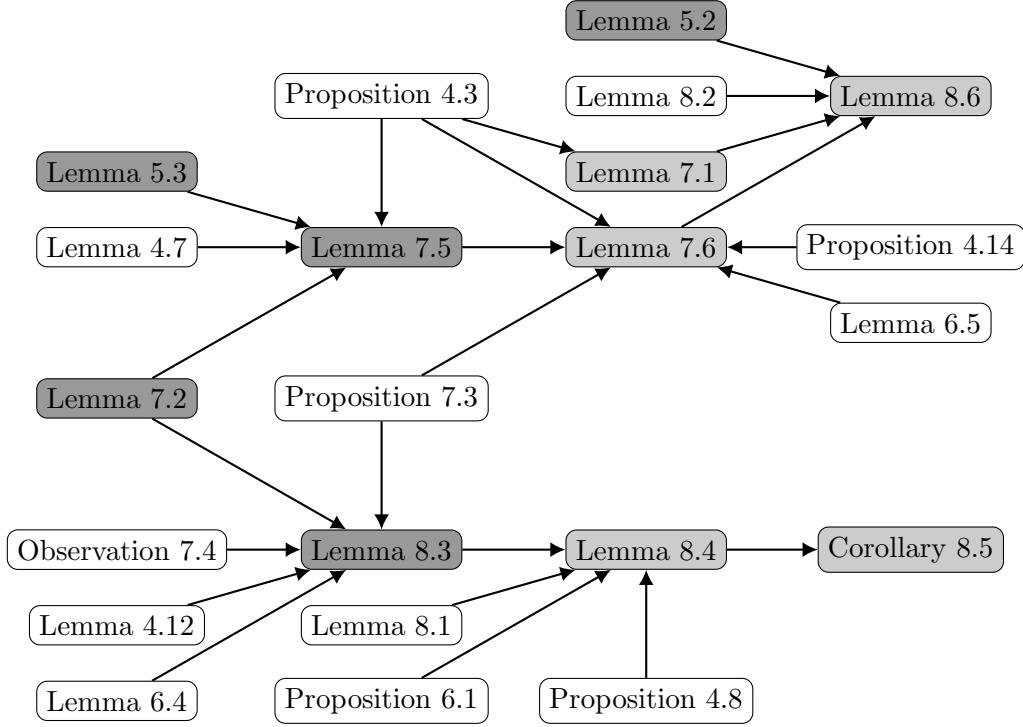 Lemma 5.2
Proposition 4.3
Lemma 8.2
Lemma 8.6
Lemma 5.3
Lemma 7.1
Lemma 4.7
Lemma 7.5
Lemma 7.6
Proposition 4.14
Lemma 6.5
Lemma 7.2
Proposition 7.3
Observation 7.4
Lemma 8.3
Lemma 8.4
Corollary 8.5
Lemma 4.12
Lemma 8.1
Lemma 6.4
Proposition 6.1
Proposition 4.8